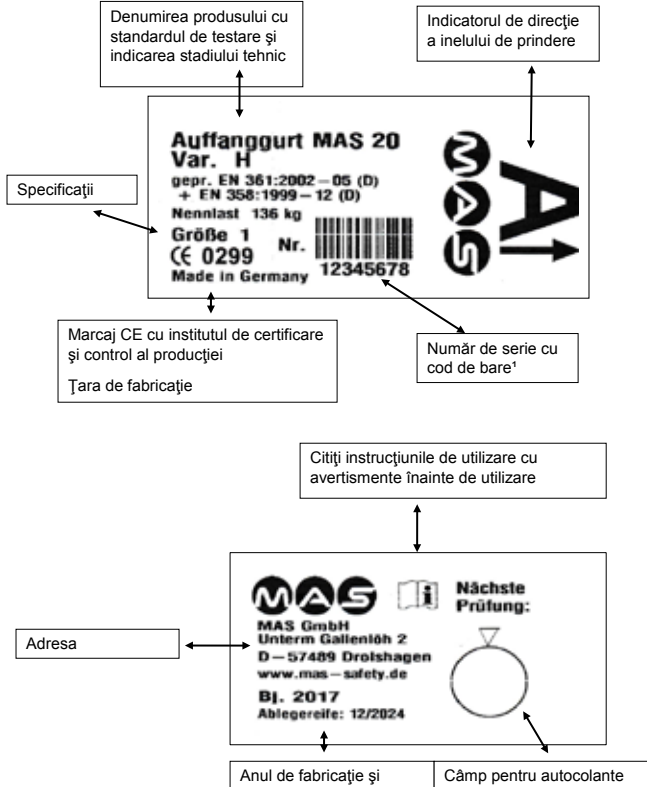 Denumirea produsului cu
standardul de testare şi
indicarea stadiului tehnic
Indicatorul de direcţie
a inelului de prindere
Auffanggurt MAS 20
Var. H
gepr. EN 361:2002-05 (D)
+ EN 358:1999-12 (D)
Nennlast 136 kg
Größe 1
CE 0299
Nr.
Made in Germany
12345678
MAS
A
Specificaţii
Marcaj CE cu institutul de certificare
şi control al producţiei
Ţara de fabricaţie
Număr de serie cu
cod de bare¹
Citiţi instrucţiunile de utilizare cu
avertismente înainte de utilizare
MAS
i
Nächste
Prüfung:
MAS GmbH
Unterm Gallenlöh 2
D-57489 Drolshagen
www.mas-safety.de
Bj. 2017
Ablegereife: 12/2024
Adresa
Anul de fabricaţie şi
Câmp pentru autocolante